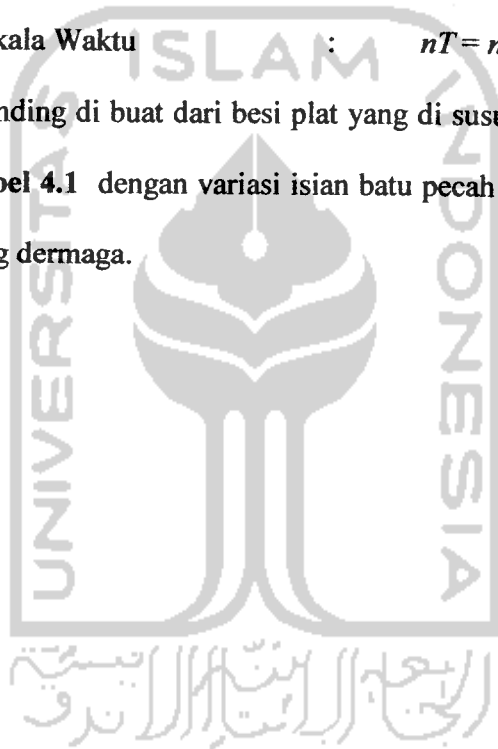 kala Waktu : nT = n
nding di buat dari besi plat yang di susu
bel 4.1 dengan variasi isian batu pecah
g dermaga.
ISLAM
UNIVERSITAS
INDONESIA